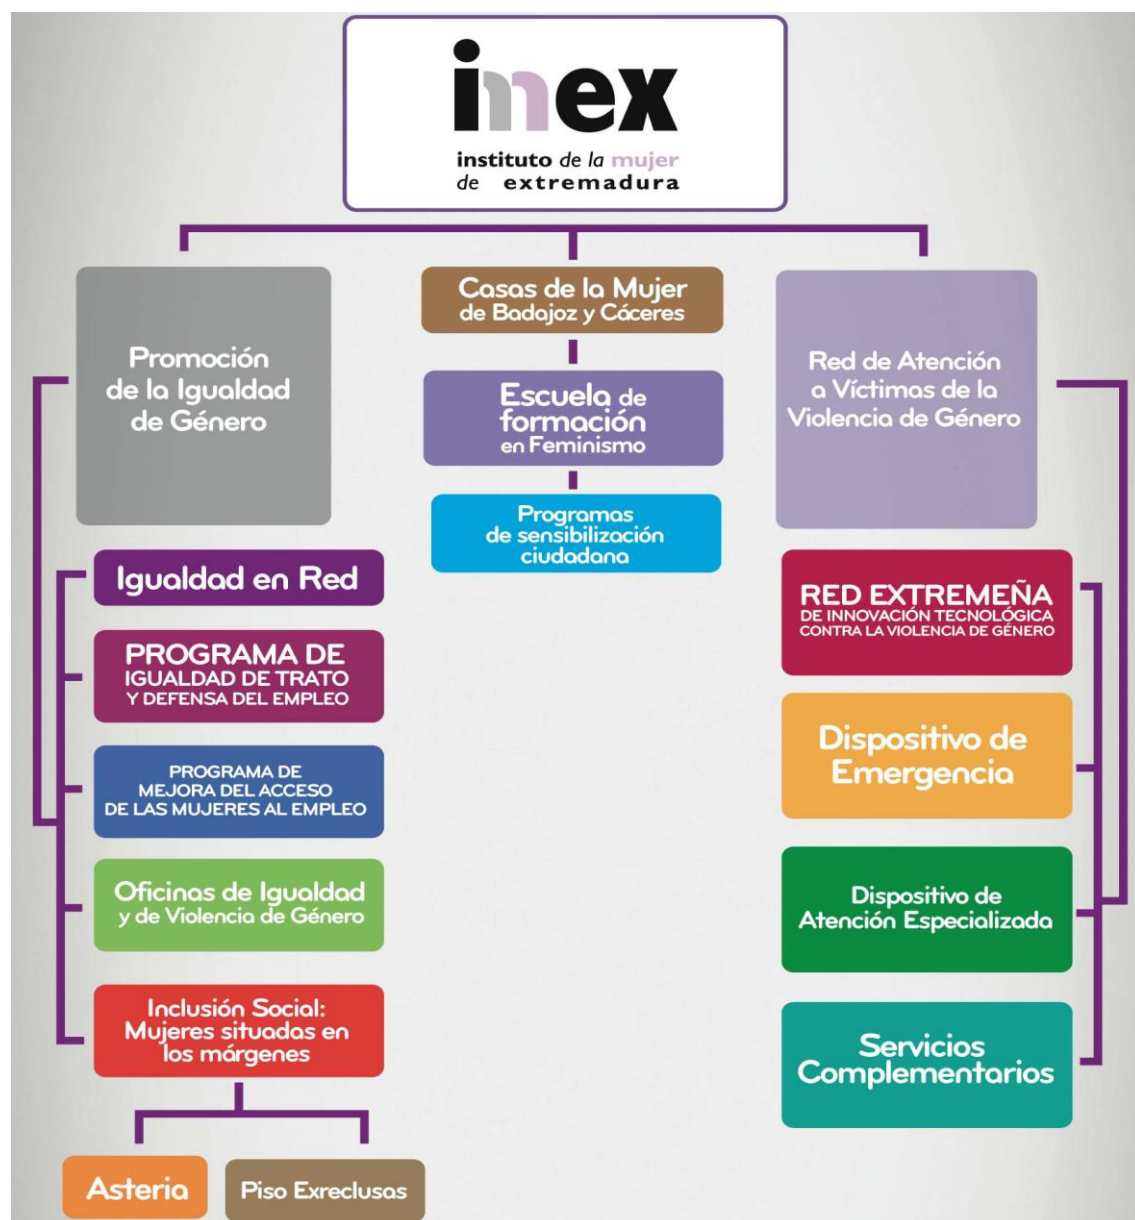 inex
instituto de la mujer
de extremadura
Promoción
de la Igualdad
de Género
Casas de la Mujer
de Badajoz y Cáceres
Escuela de
formación
en Feminismo
Programas
de sensibilización
ciudadana
Red de Atención
a Víctimas de la
Violencia de Género
Igualdad en Red
PROGRAMA DE
IGUALDAD DE TRATO
Y DEFENSA DEL EMPLEO
PROGRAMA DE
MEJORA DEL ACCESO
DE LAS MUJERES AL EMPLEO
Oficinas de Igualdad
y de Violencia de Género
Inclusión Social:
Mujeres situadas en
los márgenes
Asteria
Piso Exreclusas
RED EXTREMEÑA
DE INNOVACIÓN TECNOLÓGICA
CONTRA LA VIOLENCIA DE GÉNERO
Dispositivo de
Emergencia
Dispositivo de
Atención Especializada
Servicios
Complementarios